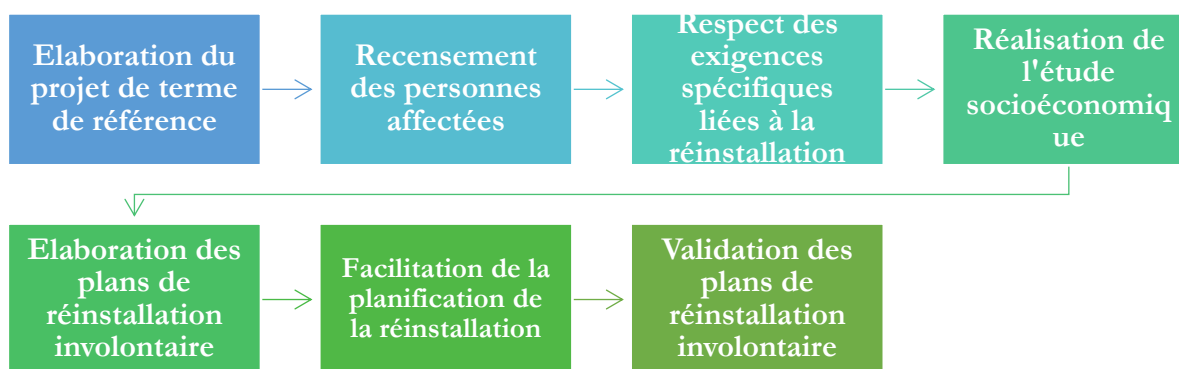 Elaboration du
projet de terme
de référence
Recensement
des personnes
affectées
Respect des
exigences
spécifiques
liées à la
réinstallation
Réalisation de
l'étude
socioéconomiq
ue
Elaboration des
plans de
réinstallation
involontaire
Facilitation de la
planification de
la réinstallation
Validation des
plans de
réinstallation
involontaire